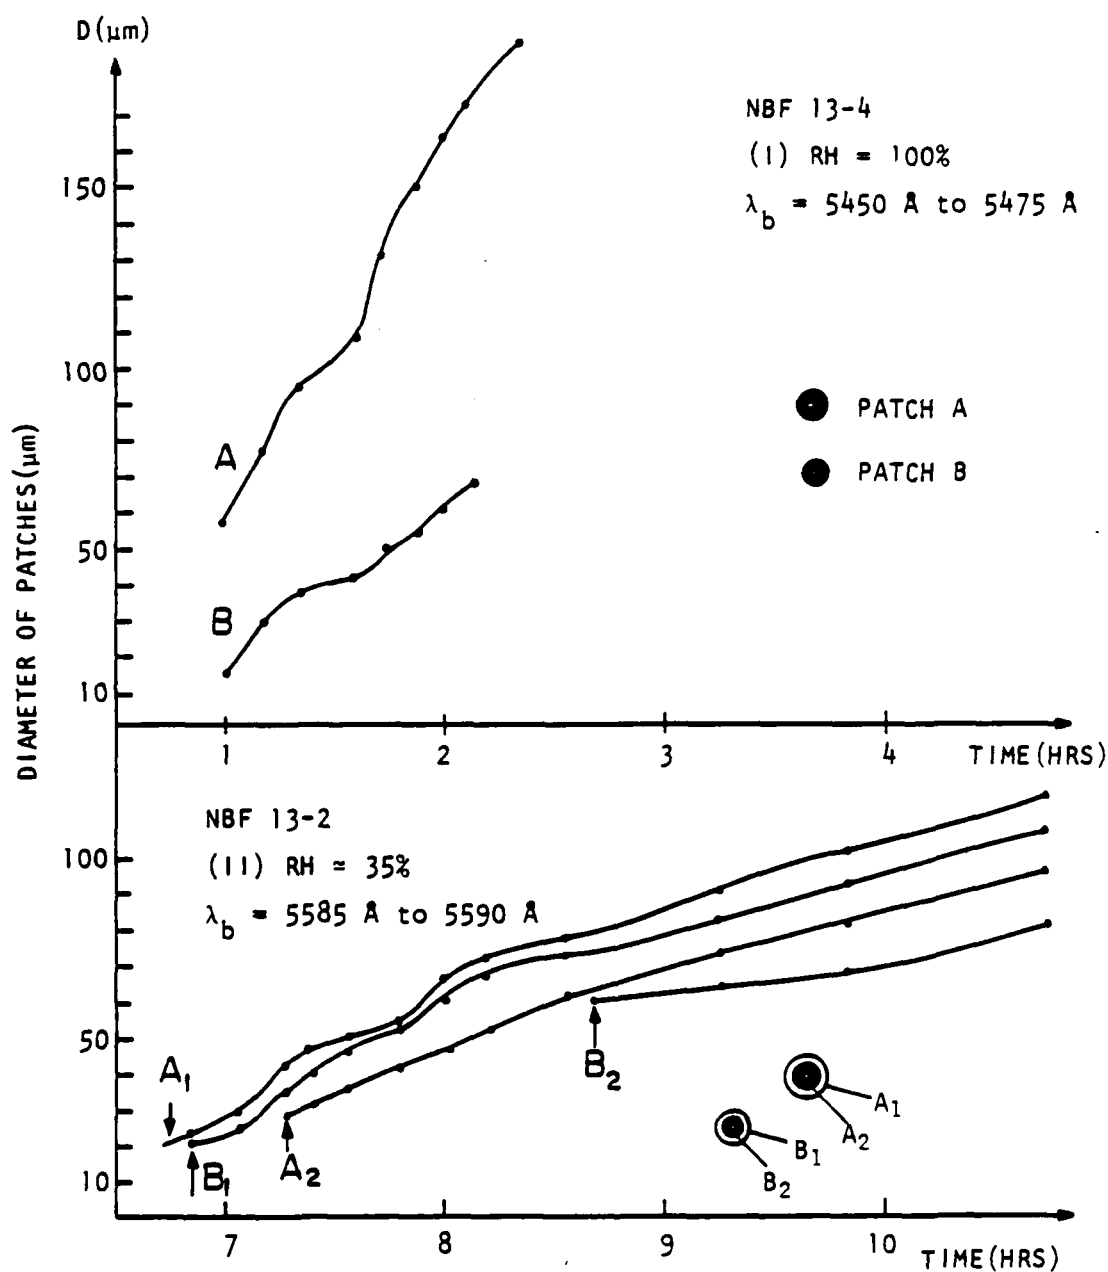 D(μm)
NBF 13-4
(I) RH = 100%
λb = 5450 Å to 5475 Å
150
100
50
10
A
B
PATCH A
PATCH B
DIAMETER OF PATCHES(μm)
1
2
3
4
TIME(HRS)
NBF 13-2
(II) RH = 35%
λb = 5585 Å to 5590 Å
100
50
10
A1
B1
A2
B2
A1
A2
B1
B2
7
8
9
10
TIME(HRS)